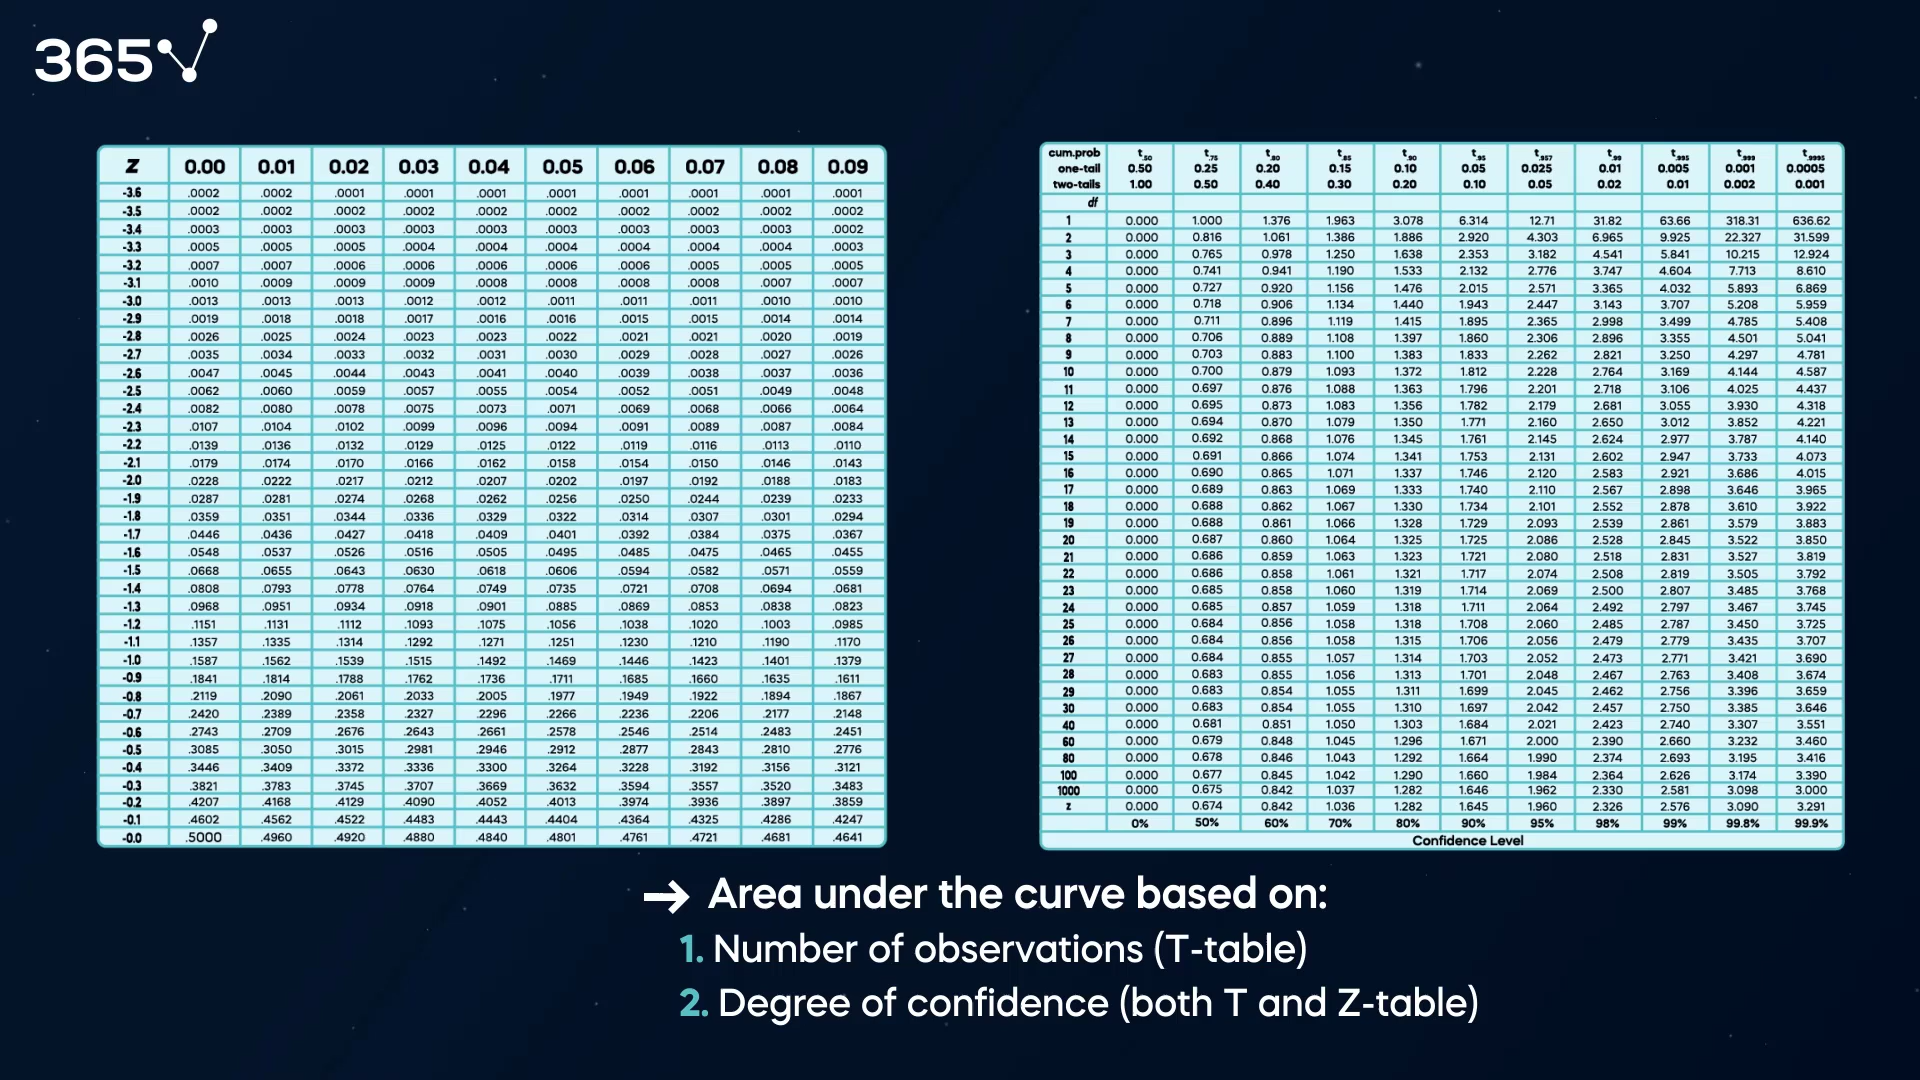 365
Z 0.00 0.01 0.02 0.03 0.04 0.05 0.06 0.07 0.08 0.09
-3.6 .0002 .0002 .0001 .0001 .0001 .0001 .0001 .0001 .0001 .0001
-3.5 .0002 .0002 .0002 .0002 .0002 .0002 .0002 .0002 .0002 .0002
-3.4 .0003 .0003 .0003 .0003 .0003 .0003 .0003 .0003 .0003 .0002
-3.3 .0005 .0005 .0005 .0004 .0004 .0004 .0004 .0004 .0004 .0003
-3.2 .0007 .0007 .0006 .0006 .0006 .0006 .0006 .0005 .0005 .0005
-3.1 .0010 .0009 .0009 .0009 .0008 .0008 .0008 .0008 .0007 .0007
-3.0 .0013 .0013 .0013 .0012 .0012 .0011 .0011 .0011 .0010 .0010
-2.9 .0019 .0018 .0018 .0017 .0016 .0016 .0015 .0015 .0014 .0014
-2.8 .0026 .0025 .0024 .0023 .0023 .0022 .0021 .0021 .0020 .0019
-2.7 .0035 .0034 .0033 .0032 .0031 .0030 .0029 .0028 .0027 .0026
-2.6 .0047 .0045 .0044 .0043 .0041 .0040 .0039 .0038 .0037 .0036
-2.5 .0062 .0060 .0059 .0057 .0055 .0054 .0052 .0051 .0049 .0048
-2.4 .0082 .0080 .0078 .0075 .0073 .0071 .0069 .0068 .0066 .0064
-2.3 .0107 .0104 .0102 .0099 .0096 .0094 .0091 .0089 .0087 .0084
-2.2 .0139 .0136 .0132 .0129 .0125 .0122 .0119 .0116 .0113 .0110
-2.1 .0179 .0174 .0170 .0166 .0162 .0158 .0154 .0150 .0146 .0143
-2.0 .0228 .0222 .0217 .0212 .0207 .0202 .0197 .0192 .0188 .0183
-1.9 .0287 .0281 .0274 .0268 .0262 .0256 .0250 .0244 .0239 .0233
-1.8 .0359 .0351 .0344 .0336 .0329 .0322 .0314 .0307 .0301 .0294
-1.7 .0446 .0436 .0427 .0418 .0409 .0401 .0392 .0384 .0375 .0367
-1.6 .0548 .0537 .0526 .0516 .0505 .0495 .0485 .0475 .0465 .0455
-1.5 .0668 .0655 .0643 .0630 .0618 .0606 .0594 .0582 .0571 .0559
-1.4 .0808 .0793 .0778 .0764 .0749 .0735 .0721 .0708 .0694 .0681
-1.3 .0968 .0951 .0934 .0918 .0901 .0885 .0869 .0853 .0838 .0823
-1.2 .1151 .1131 .1112 .1093 .1075 .1056 .1038 .1020 .1003 .0985
-1.1 .1357 .1335 .1314 .1292 .1271 .1251 .1230 .1210 .1190 .1170
-1.0 .1587 .1562 .1539 .1515 .1492 .1469 .1446 .1423 .1401 .1379
-0.9 .1841 .1814 .1788 .1762 .1736 .1711 .1685 .1660 .1635 .1611
-0.8 .2119 .2090 .2061 .2033 .2005 .1977 .1949 .1922 .1894 .1867
-0.7 .2420 .2389 .2358 .2327 .2296 .2266 .2236 .2206 .2177 .2148
-0.6 .2743 .2709 .2676 .2643 .2661 .2578 .2546 .2514 .2483 .2451
-0.5 .3085 .3050 .3015 .2981 .2946 .2912 .2877 .2843 .2810 .2776
-0.4 .3446 .3409 .3372 .3336 .3300 .3264 .3228 .3192 .3156 .3121
-0.3 .3821 .3783 .3745 .3707 .3669 .3632 .3594 .3557 .3520 .3483
-0.2 .4207 .4168 .4129 .4090 .4052 .4013 .3974 .3936 .3897 .3859
-0.1 .4602 .4562 .4522 .4483 .4443 .4404 .4364 .4325 .4286 .4247
-0.0 .5000 .4960 .4920 .4880 .4840 .4801 .4761 .4721 .4681 .4641
cum.prob t.50 t.75 t.80 t.85 t.90 t.95 t.957 t.99 t.995 t.999 t.9995
one-tail 0.50 0.25 0.20 0.15 0.10 0.05 0.025 0.01 0.005 0.001 0.0005
two-tails 1.00 0.50 0.40 0.30 0.20 0.10 0.05 0.02 0.01 0.002 0.001
df
1 0.000 1.000 1.376 1.963 3.078 6.314 12.71 31.82 63.66 318.31 636.62
2 0.000 0.816 1.061 1.386 1.886 2.920 4.303 6.965 9.925 22.327 31.599
3 0.000 0.765 0.978 1.250 1.638 2.353 3.182 4.541 5.841 10.215 12.924
4 0.000 0.741 0.941 1.190 1.533 2.132 2.776 3.747 4.604 7.713 8.610
5 0.000 0.727 0.920 1.156 1.476 2.015 2.571 3.365 4.032 5.893 6.869
6 0.000 0.718 0.906 1.134 1.440 1.943 2.447 3.143 3.707 5.208 5.959
7 0.000 0.711 0.896 1.119 1.415 1.895 2.365 2.998 3.499 4.785 5.408
8 0.000 0.706 0.889 1.108 1.397 1.860 2.306 2.896 3.355 4.501 5.041
9 0.000 0.703 0.883 1.100 1.383 1.833 2.262 2.821 3.250 4.297 4.781
10 0.000 0.700 0.879 1.093 1.372 1.812 2.228 2.764 3.169 4.144 4.587
11 0.000 0.697 0.876 1.088 1.363 1.796 2.201 2.718 3.106 4.025 4.437
12 0.000 0.695 0.873 1.083 1.356 1.782 2.179 2.681 3.055 3.930 4.318
13 0.000 0.694 0.870 1.079 1.350 1.771 2.160 2.650 3.012 3.852 4.221
14 0.000 0.692 0.868 1.076 1.345 1.761 2.145 2.624 2.977 3.787 4.140
15 0.000 0.691 0.866 1.074 1.341 1.753 2.131 2.602 2.947 3.733 4.073
16 0.000 0.690 0.865 1.071 1.337 1.746 2.120 2.583 2.921 3.686 4.015
17 0.000 0.689 0.863 1.069 1.333 1.740 2.110 2.567 2.898 3.646 3.965
18 0.000 0.688 0.862 1.067 1.330 1.734 2.101 2.552 2.878 3.610 3.922
19 0.000 0.688 0.861 1.066 1.328 1.729 2.093 2.539 2.861 3.579 3.883
20 0.000 0.687 0.860 1.064 1.325 1.725 2.086 2.528 2.845 3.522 3.850
21 0.000 0.686 0.859 1.063 1.323 1.721 2.080 2.518 2.831 3.527 3.819
22 0.000 0.686 0.858 1.061 1.321 1.717 2.074 2.508 2.819 3.505 3.792
23 0.000 0.685 0.858 1.060 1.319 1.714 2.069 2.500 2.807 3.485 3.768
24 0.000 0.685 0.857 1.059 1.318 1.711 2.064 2.492 2.797 3.467 3.745
25 0.000 0.684 0.856 1.058 1.318 1.708 2.060 2.485 2.787 3.450 3.725
26 0.000 0.684 0.856 1.058 1.315 1.706 2.056 2.479 2.779 3.435 3.707
27 0.000 0.684 0.855 1.057 1.314 1.703 2.052 2.473 2.771 3.421 3.690
28 0.000 0.683 0.855 1.056 1.313 1.701 2.048 2.467 2.763 3.408 3.674
29 0.000 0.683 0.854 1.055 1.311 1.699 2.045 2.462 2.756 3.396 3.659
30 0.000 0.683 0.854 1.055 1.310 1.697 2.042 2.457 2.750 3.385 3.646
40 0.000 0.681 0.851 1.050 1.303 1.684 2.021 2.423 2.740 3.307 3.551
60 0.000 0.679 0.848 1.045 1.296 1.671 2.000 2.390 2.660 3.232 3.460
80 0.000 0.678 0.846 1.043 1.292 1.664 1.990 2.374 2.693 3.195 3.416
100 0.000 0.677 0.845 1.042 1.290 1.660 1.984 2.364 2.626 3.174 3.390
1000 0.000 0.675 0.842 1.037 1.282 1.646 1.962 2.330 2.581 3.098 3.000
z 0.000 0.674 0.842 1.036 1.282 1.645 1.960 2.326 2.576 3.090 3.291
0% 50% 60% 70% 80% 90% 95% 98% 99% 99.8% 99.9%
Confidence Level
→ Area under the curve based on:
1. Number of observations (T-table)
2. Degree of confidence (both T and Z-table)